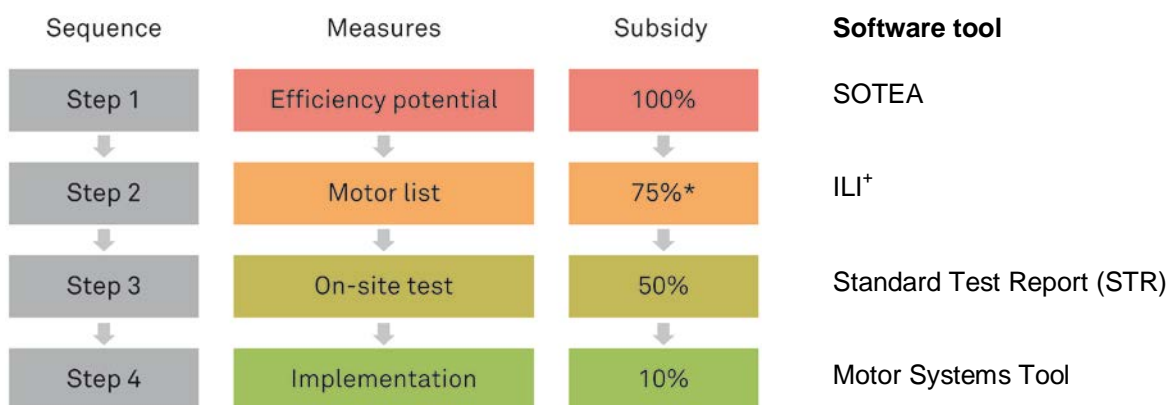 Sequence Measures Subsidy Software tool
Step 1 Efficiency potential 100% SOTEA
Step 2 Motor list 75%* ILI⁺
Step 3 On-site test 50% Standard Test Report (STR)
Step 4 Implementation 10% Motor Systems Tool